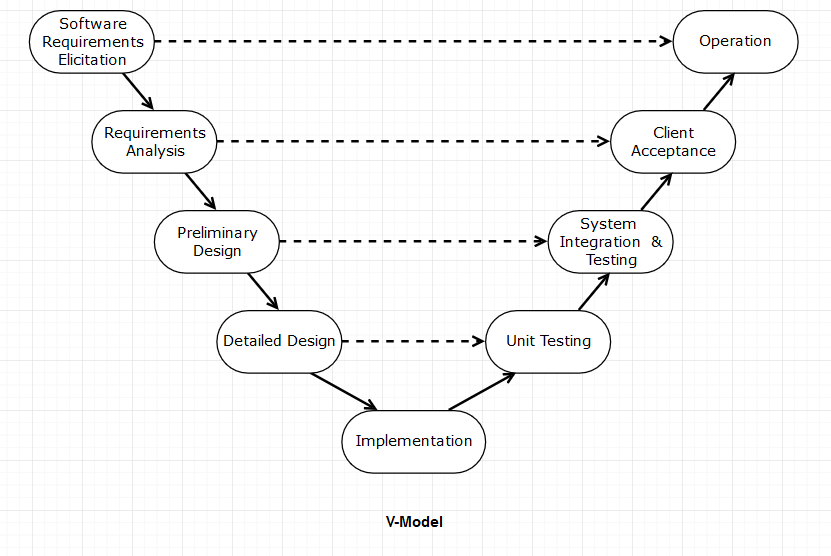 Software
Requirements
Elicitation
Operation
Requirements
Analysis
Client
Acceptance
Preliminary
Design
System
Integration &
Testing
Detailed Design
Unit Testing
Implementation
V-Model